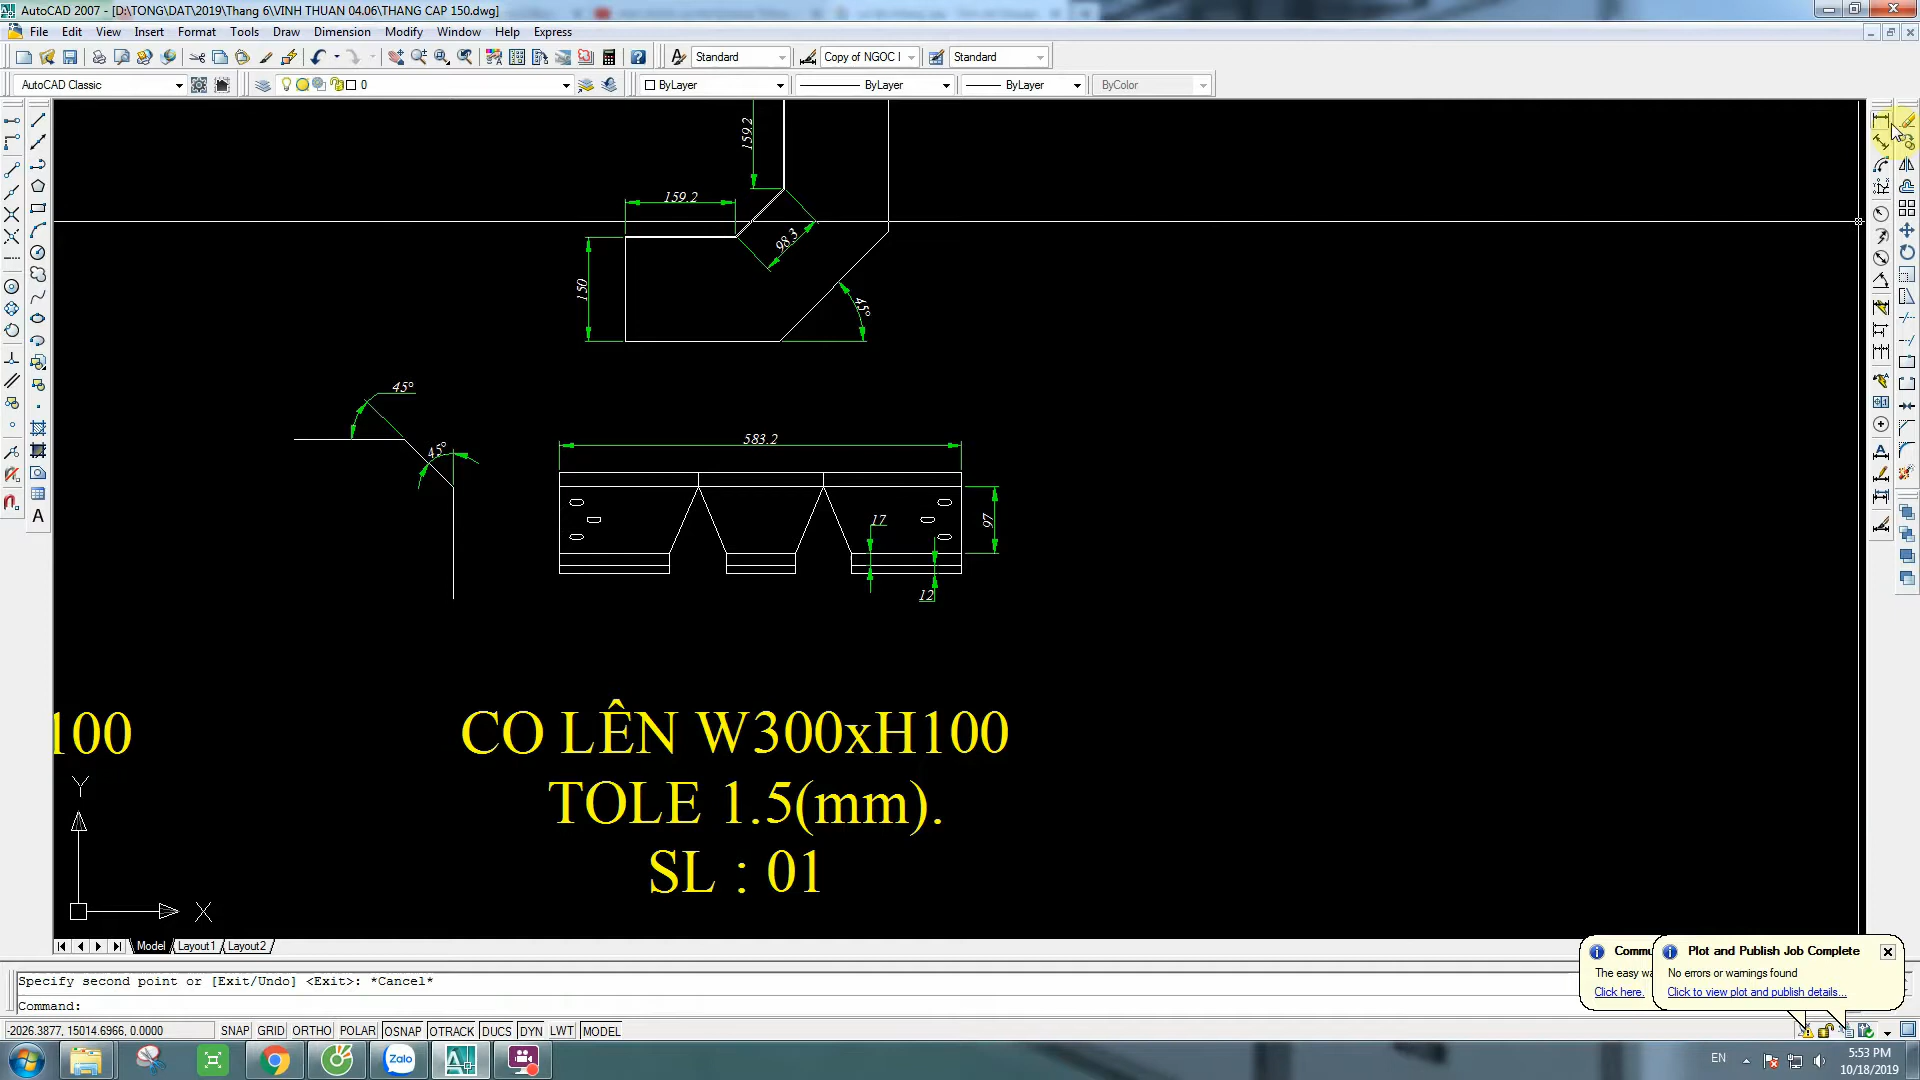 AutoCAD 2007 - [D:\TONG\DAT\2019\Thang 6\VINH THUAN 04.06\THANG CAP 150.dwg]
File Edit View Insert Format Tools Draw Dimension Modify Window Help Express
Standard Copy of NGOC Standard
AutoCAD Classic 0 ByLayer ByLayer ByLayer ByColor
159.2
159.2
98.3
150
45°
45°
45°
583.2
17
97
12
100
CO LÊN W300xH100
TOLE 1.5(mm).
SL : 01
Y
X
A
Model Layout1 Layout2
Plot and Publish Job Complete
The easy
No errors or warnings found
Click here.
Click to view plot and publish details...
Specify second point or [Exit/Undo] <Exit>: *Cancel*
Command:
-2026.3877, 15014.6966, 0.0000 SNAP GRID ORTHO POLAR OSNAP OTRACK DUCS DYN LWT MODEL
Zalo
EN
5:53 PM
10/18/2019